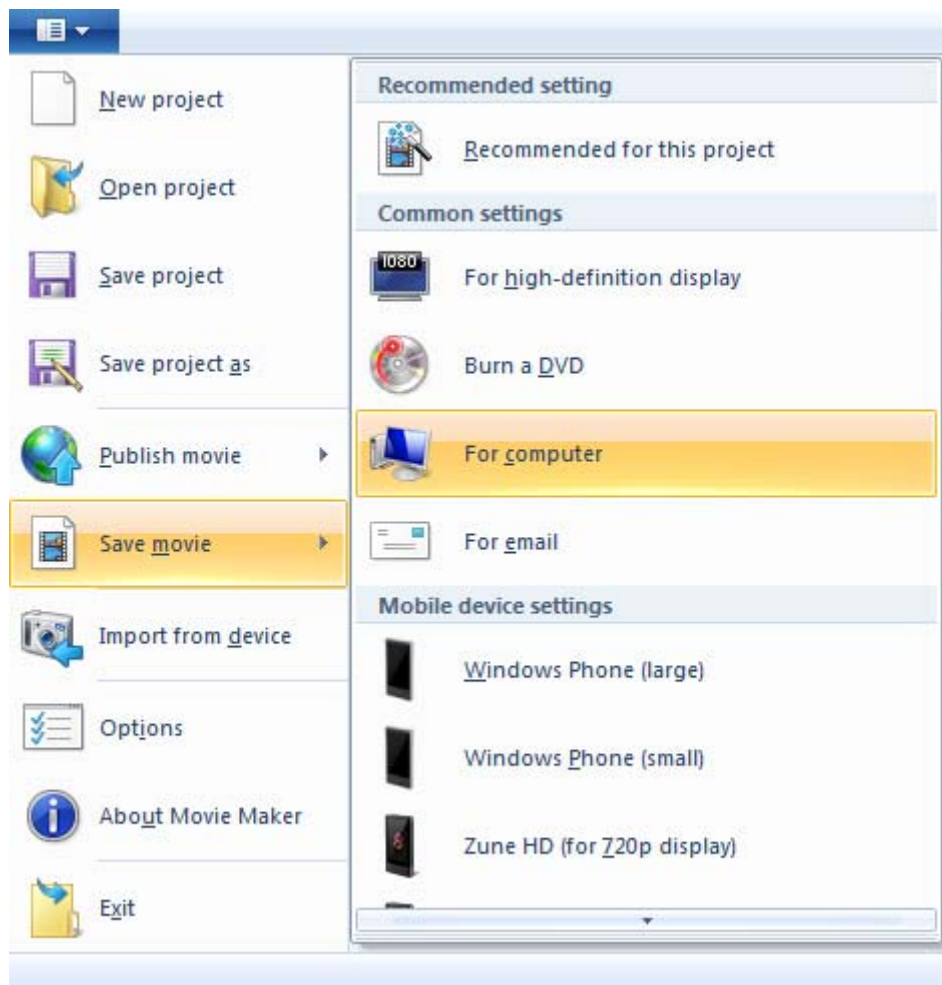 New project
Open project
Save project
Save project as
Publish movie
Save movie
Import from device
Options
About Movie Maker
Exit
Recommended setting
Recommended for this project
Common settings
1080
For high-definition display
Burn a DVD
For computer
For email
Mobile device settings
Windows Phone (large)
Windows Phone (small)
Zune HD (for 720p display)